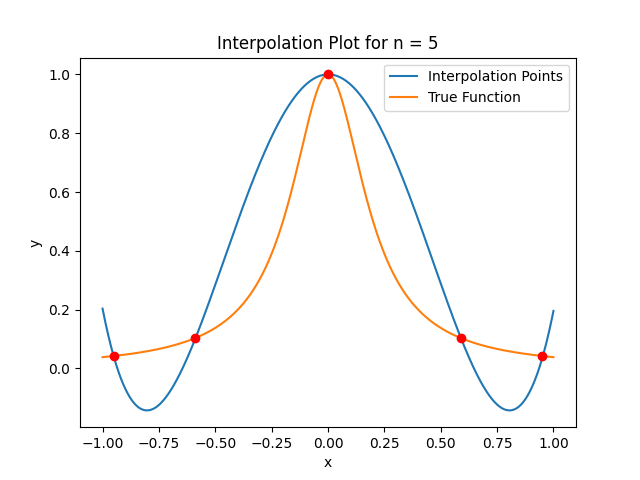 Interpolation Plot for n = 5
Interpolation Points
True Function
1.0
0.8
0.6
0.4
0.2
0.0
y
−1.00 −0.75 −0.50 −0.25 0.00 0.25 0.50 0.75 1.00
x